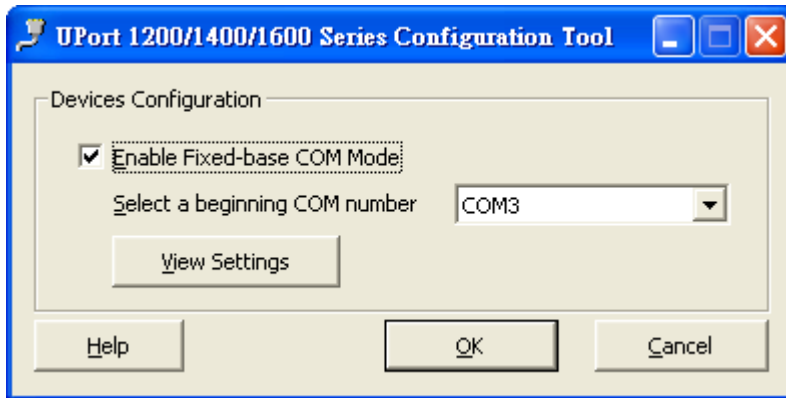 UPort 1200/1400/1600 Series Configuration Tool
Devices Configuration
Enable Fixed-base COM Mode
Select a beginning COM number COM3
View Settings
Help OK Cancel